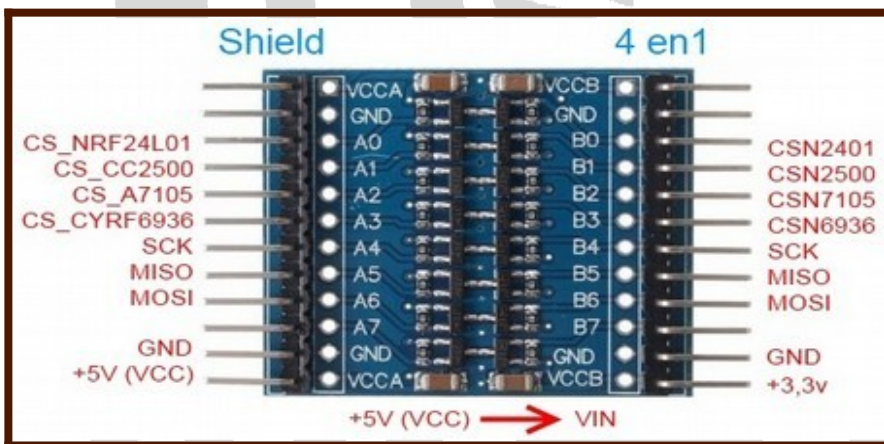 Shield 4 en1
VCCA VCCB
GND GND
CS_NRF24L01 A0 B0 CSN2401
CS_CC2500 A1 B1 CSN2500
CS_A7105 A2 B2 CSN7105
CS_CYRF6936 A3 B3 CSN6936
SCK A4 B4 SCK
MISO A5 B5 MISO
MOSI A6 B6 MOSI
A7 B7
GND GND GND GND
+5V (VCC) VCCA VCCB +3,3v
+5V (VCC) VIN